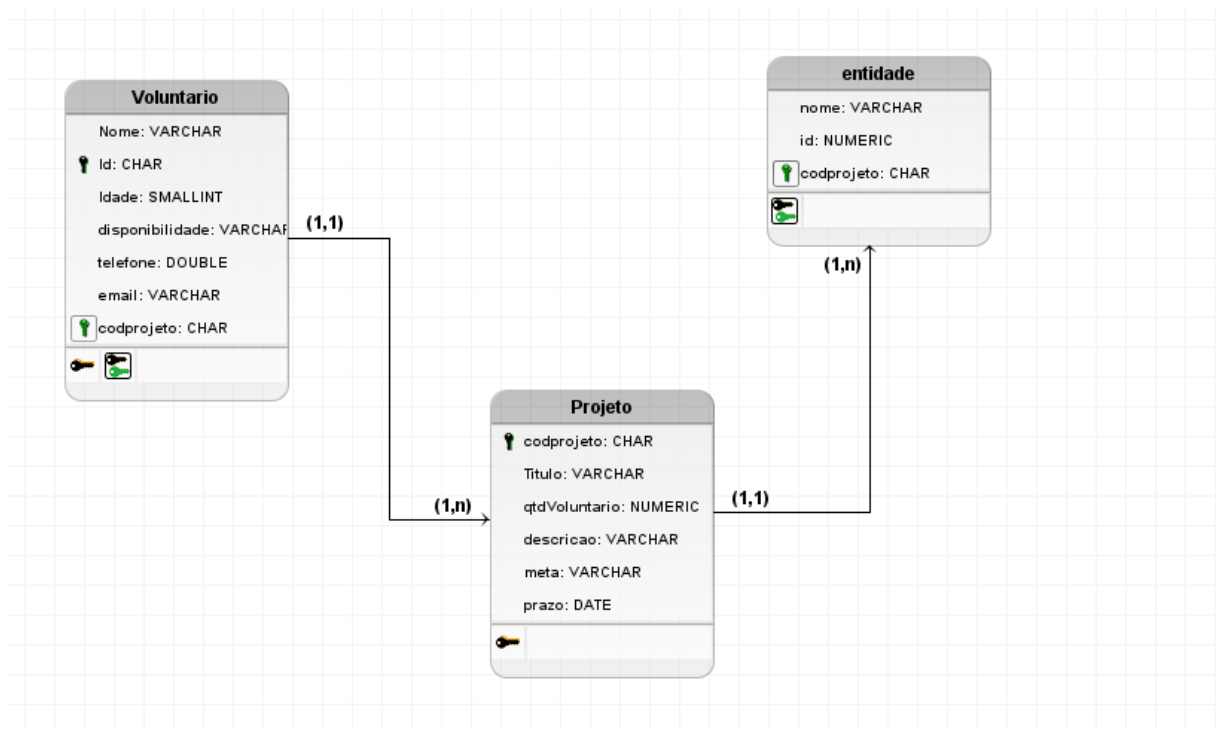 Voluntario
Nome: VARCHAR
Id: CHAR
Idade: SMALLINT
disponibilidade: VARCHAR
telefone: DOUBLE
email: VARCHAR
codprojeto: CHAR
(1,1)
(1,n)
Projeto
codprojeto: CHAR
Titulo: VARCHAR
qtdVoluntario: NUMERIC
descricao: VARCHAR
meta: VARCHAR
prazo: DATE
(1,1)
(1,n)
entidade
nome: VARCHAR
id: NUMERIC
codprojeto: CHAR